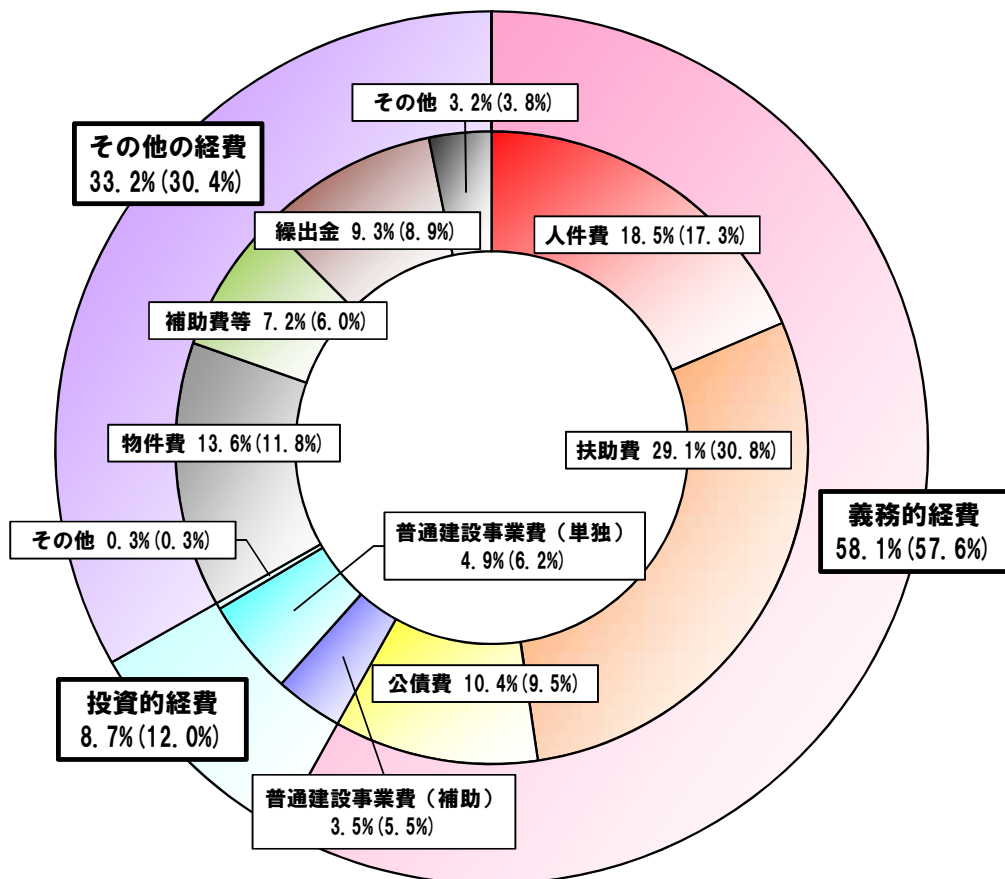 その他 3.2%(3.8%)
その他の経費
33.2%(30.4%)
人件費 18.5%(17.3%)
繰出金 9.3%(8.9%)
補助費等 7.2%(6.0%)
物件費 13.6%(11.8%)
扶助費 29.1%(30.8%)
義務的経費
58.1%(57.6%)
その他 0.3%(0.3%)
普通建設事業費（単独）
4.9%(6.2%)
公債費 10.4%(9.5%)
投資的経費
8.7%(12.0%)
普通建設事業費（補助）
3.5%(5.5%)